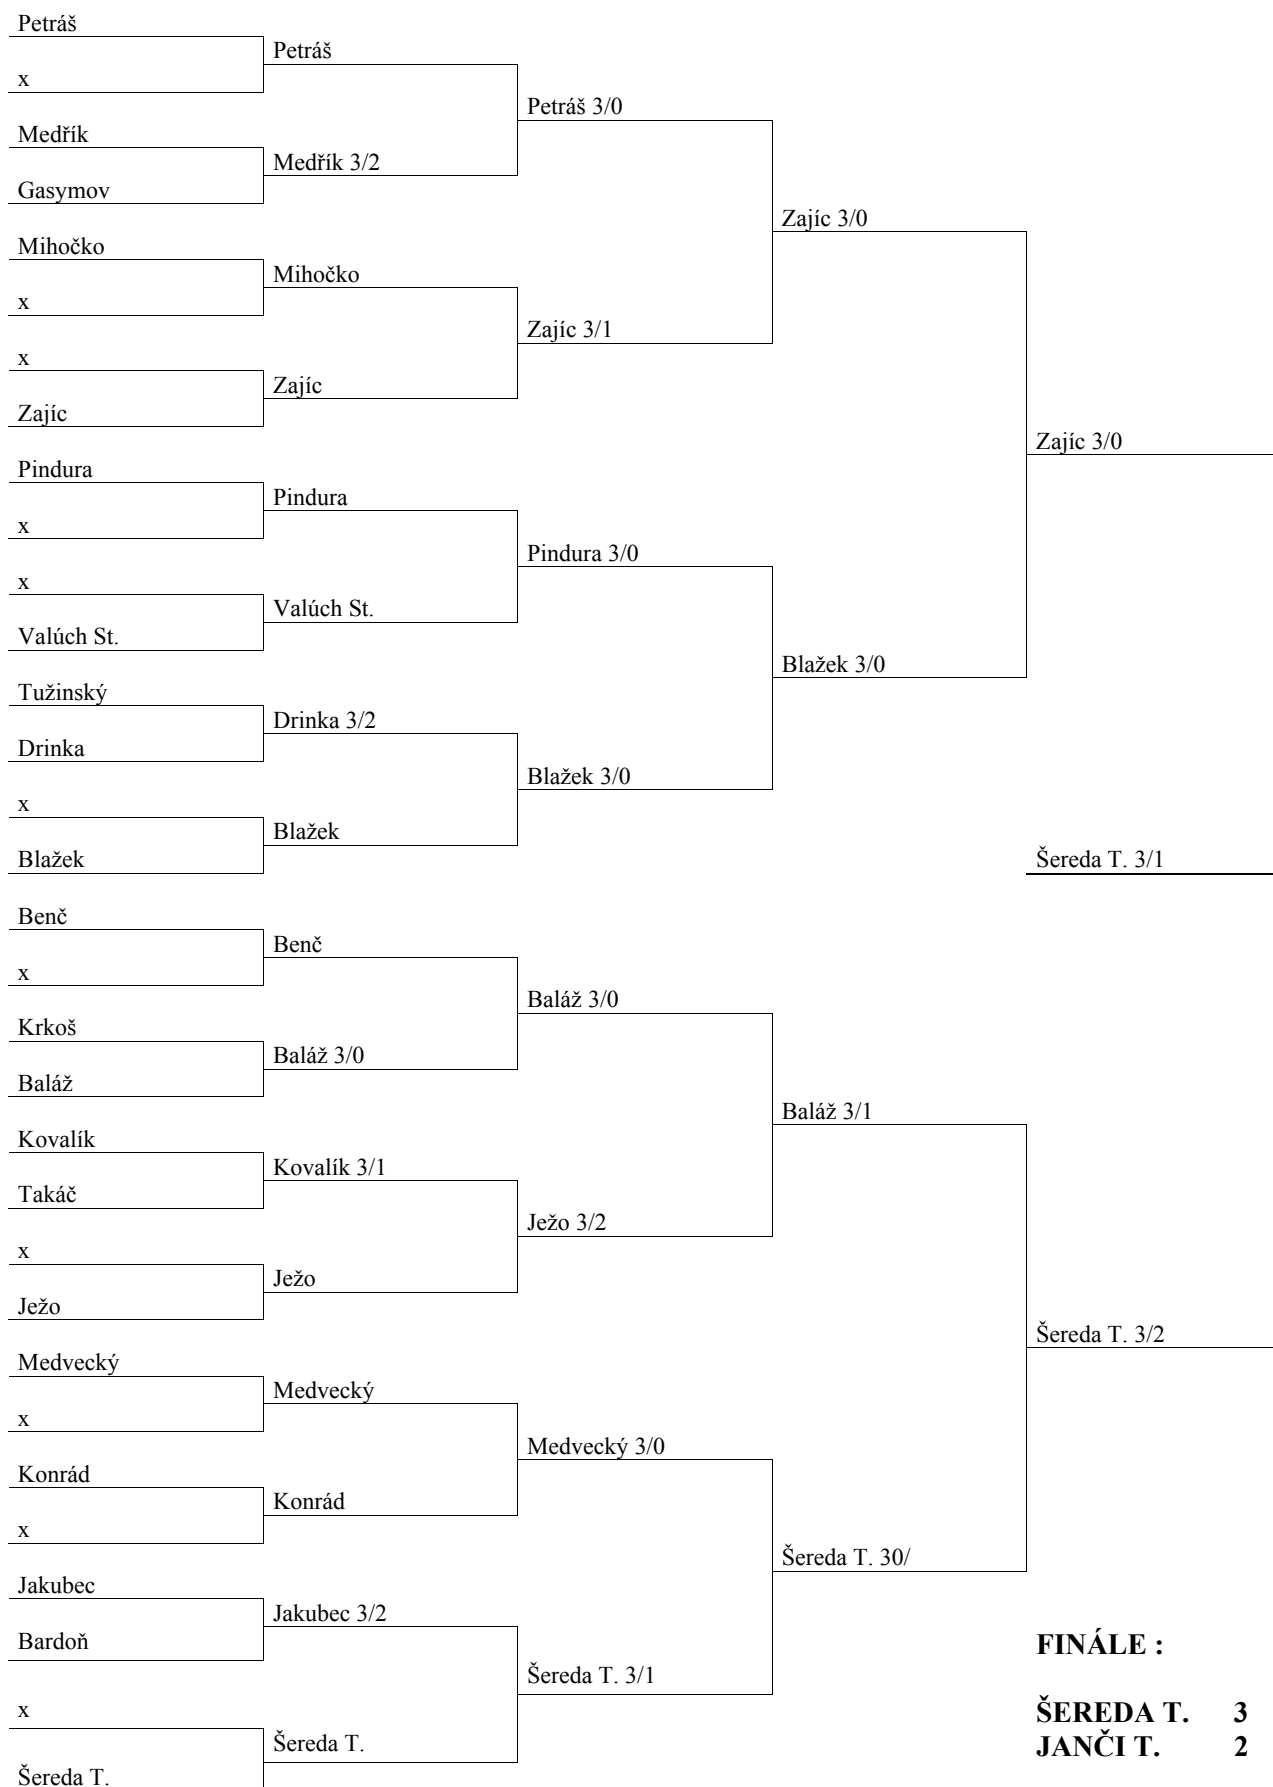 Petráš
Petráš
x
Petráš 3/0
Medřík
Medřík 3/2
Gasymov
Zajíc 3/0
Mihočko
Mihočko
x
Zajíc 3/1
x
Zajíc
Zajíc
Zajíc 3/0
Pindura
Pindura
x
Pindura 3/0
x
Valúch St.
Valúch St.
Blažek 3/0
Tužinský
Drinka 3/2
Drinka
Blažek 3/0
x
Blažek
Blažek
Šereda T. 3/1
Benč
Benč
x
Baláž 3/0
Krkoš
Baláž 3/0
Baláž
Baláž 3/1
Kovalík
Kovalík 3/1
Takáč
Ježo 3/2
x
Ježo
Ježo
Šereda T. 3/2
Medvecký
Medvecký
x
Medvecký 3/0
Konrád
Konrád
x
Šereda T. 30/
Jakubec
Jakubec 3/2
Bardoň
FINÁLE :
Šereda T. 3/1
x
ŠEREDA T. 3
Šereda T.
JANČI T. 2
Šereda T.